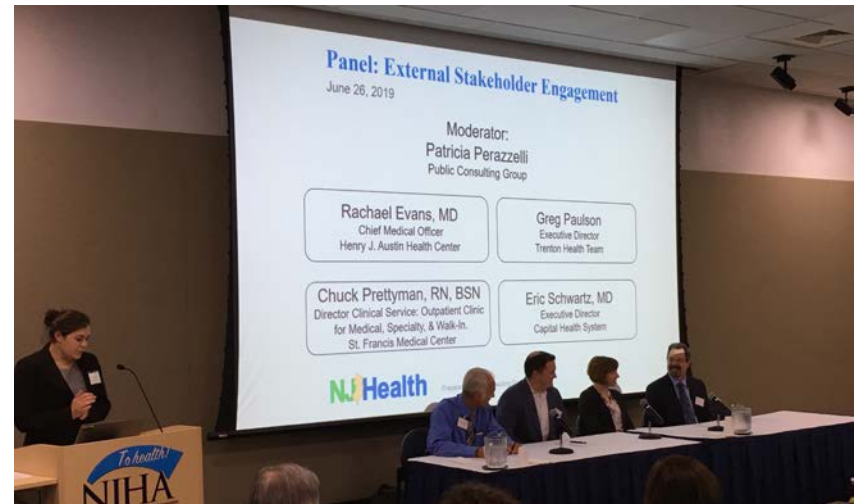 Panel: External Stakeholder Engagement
June 26, 2019
Moderator:
Patricia Perazzelli
Public Consulting Group
Rachael Evans, MD
Chief Medical Officer
Henry J. Austin Health Center
Greg Paulson
Executive Director
Trenton Health Team
Chuck Prettyman, RN, BSN
Director Clinical Service: Outpatient Clinic
for Medical, Specialty, & Walk-In.
St. Francis Medical Center
Eric Schwartz, MD
Executive Director
Capital Health System
NJHealth
To health!
NJHA